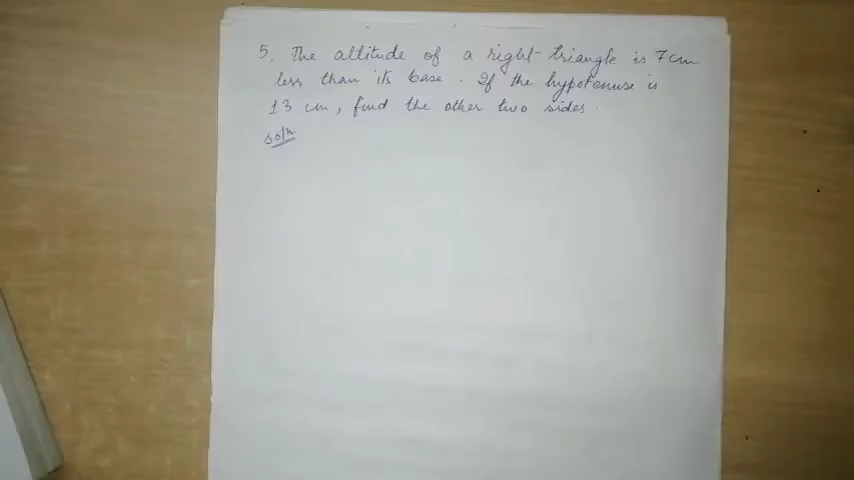 5. The altitude of a right triangle is 7cm
less than its base. If the hypotenuse is
13 cm, find the other two sides.
soln